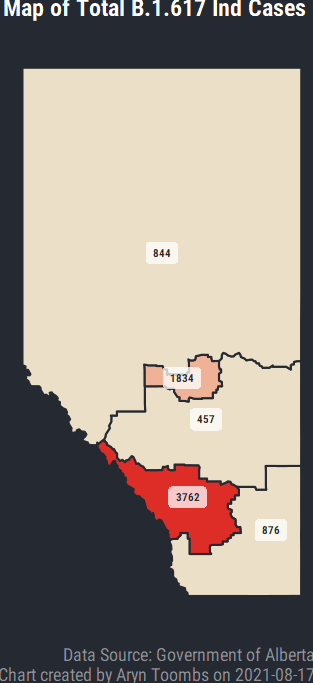 Map of Total B.1.617 Ind Cases
844
1834
457
3762
876
Data Source: Government of Alberta
Chart created by Aryn Toombs on 2021-08-17